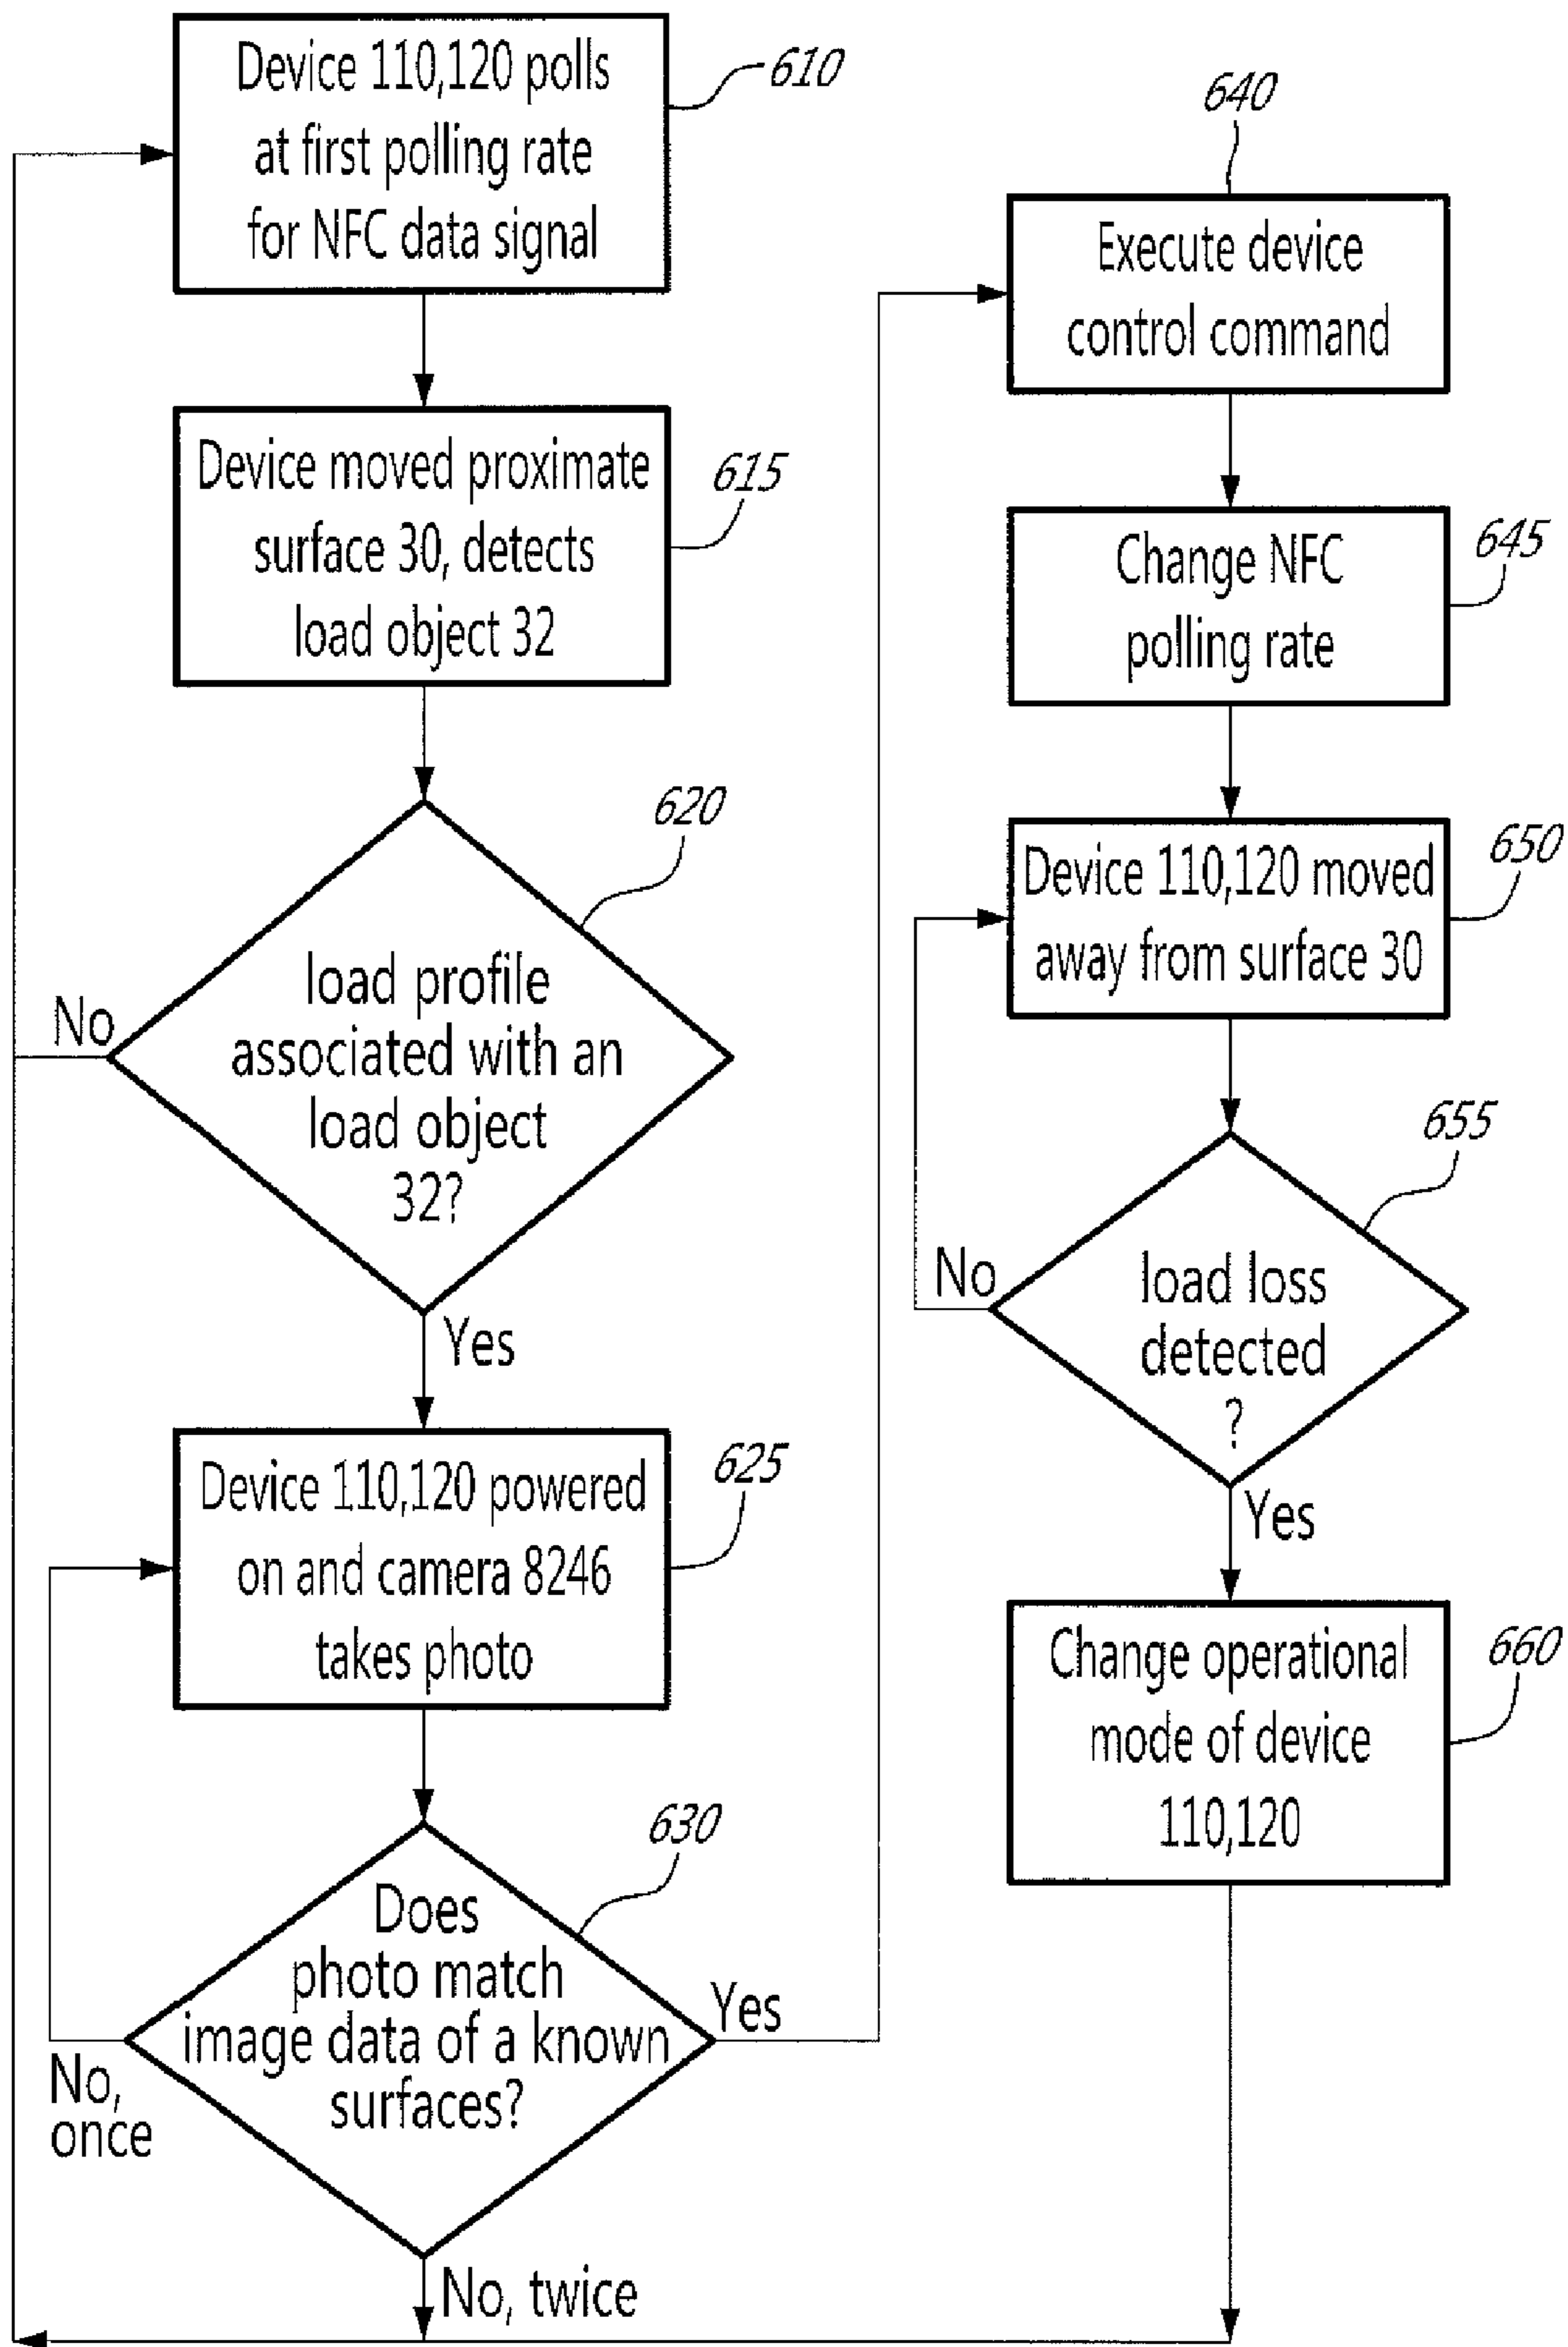 Device 110,120 polls
at first polling rate
for NFC data signal
610
Device moved proximate
surface 30, detects
load object 32
615
620
load profile
associated with an
load object
32?
No
Yes
Device 110,120 powered
on and camera 8246
takes photo
625
630
Does
photo match
image data of a known
surfaces?
Yes
No,
once
No, twice
640
Execute device
control command
Change NFC
polling rate
645
Device 110,120 moved
away from surface 30
650
655
load loss
detected
?
No
Yes
Change operational
mode of device
110,120
660